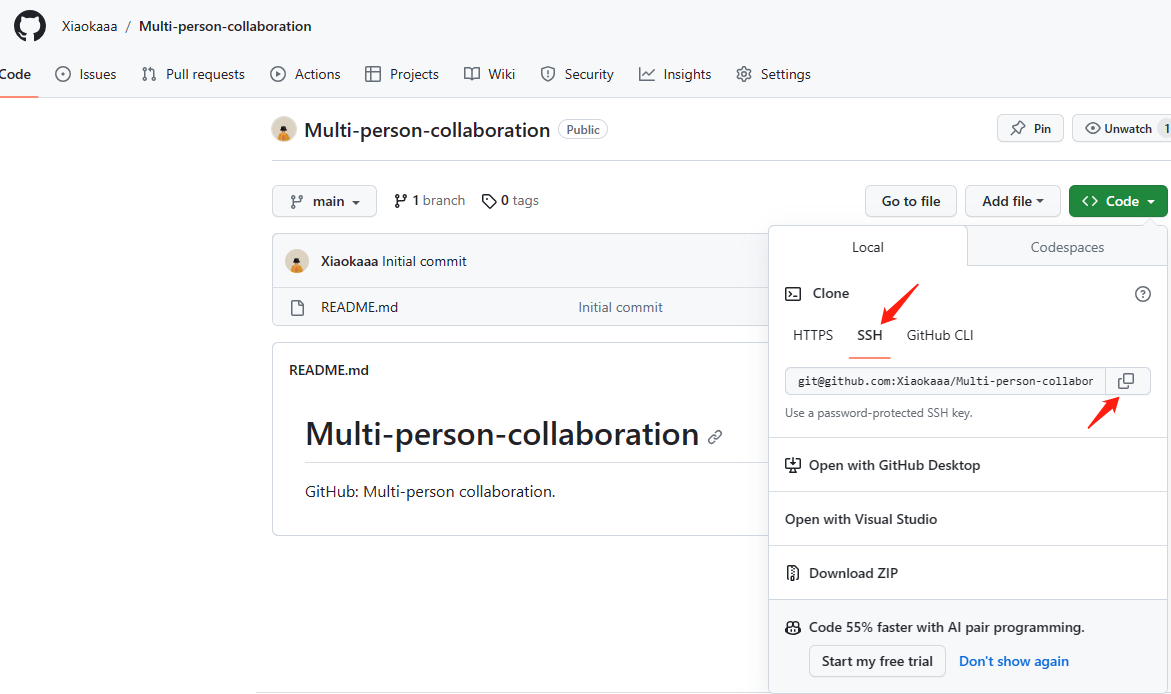 Xiaokaaa / Multi-person-collaboration
Code Issues Pull requests Actions Projects Wiki Security Insights Settings
Multi-person-collaboration Public Pin Unwatch 1
main 1 branch 0 tags Go to file Add file Code
Local Codespaces
Xiaokaaa Initial commit
Clone
README.md Initial commit
HTTPS SSH GitHub CLI
README.md
git@github.com:Xiaokaaa/Multi-person-collabor
Use a password-protected SSH key.
Multi-person-collaboration
Open with GitHub Desktop
GitHub: Multi-person collaboration.
Open with Visual Studio
Download ZIP
Code 55% faster with AI pair programming.
Start my free trial Don't show again